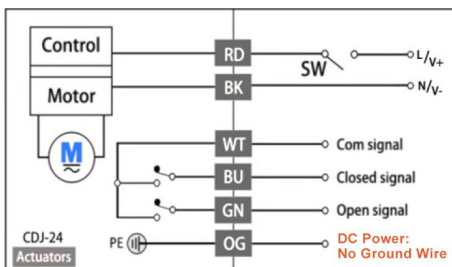 Control
RD
SW
L/V+
Motor
BK
N/V-
M
WT
Com signal
BU
Closed signal
GN
Open signal
CDJ-24
Actuators
PE
OG
DC Power:
No Ground Wire